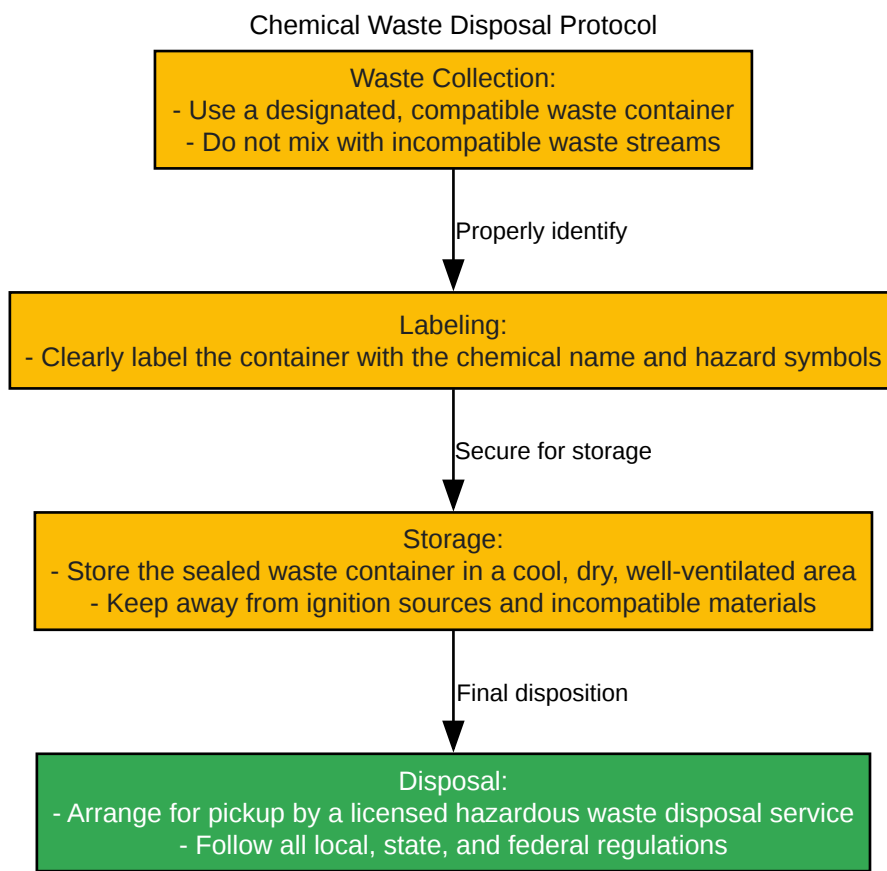 Chemical Waste Disposal Protocol
Waste Collection:
- Use a designated, compatible waste container
- Do not mix with incompatible waste streams
Properly identify
Labeling:
- Clearly label the container with the chemical name and hazard symbols
Secure for storage
Storage:
- Store the sealed waste container in a cool, dry, well-ventilated area
- Keep away from ignition sources and incompatible materials
Final disposition
Disposal:
- Arrange for pickup by a licensed hazardous waste disposal service
- Follow all local, state, and federal regulations